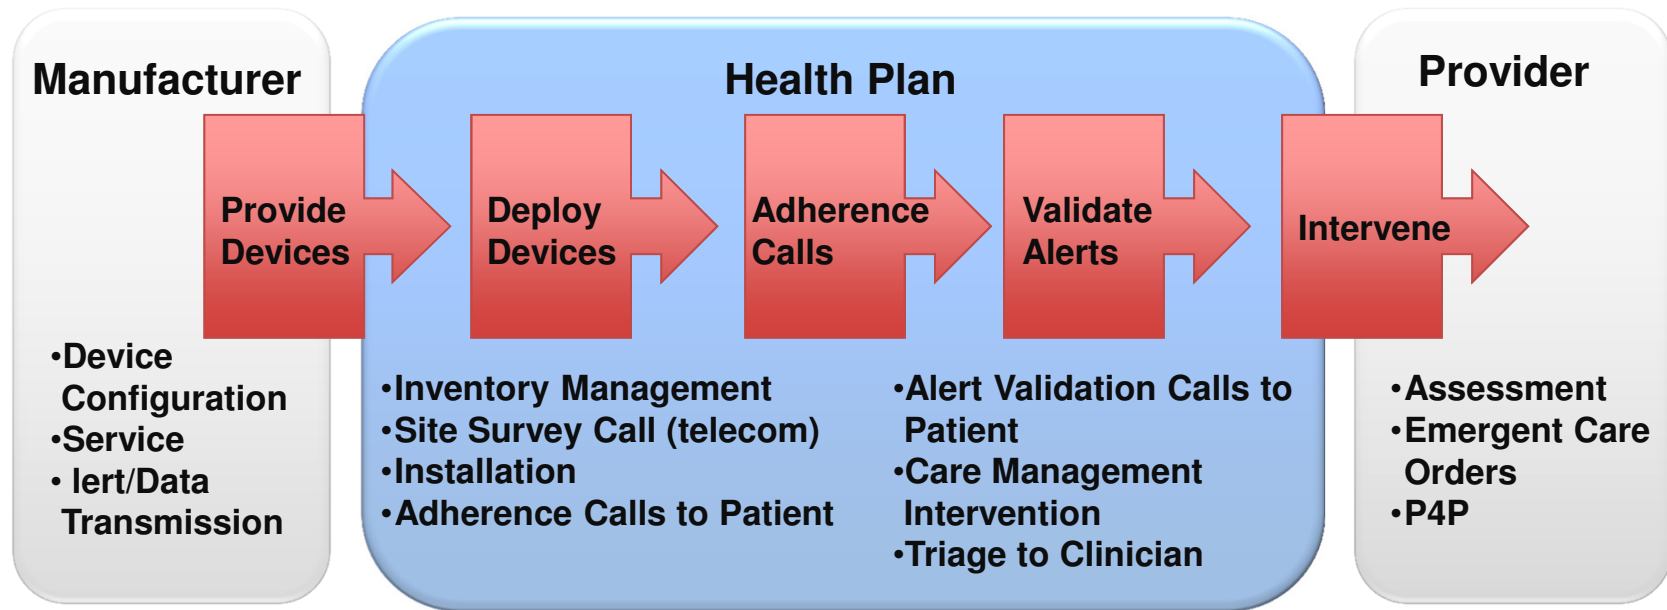 Manufacturer
Health Plan
Provider
Provide
Devices
Deploy
Devices
Adherence
Calls
Validate
Alerts
Intervene
•Device
Configuration
•Service
• lert/Data
Transmission
•Inventory Management
•Site Survey Call (telecom)
•Installation
•Adherence Calls to Patient
•Alert Validation Calls to
Patient
•Care Management
Intervention
•Triage to Clinician
•Assessment
•Emergent Care
Orders
•P4P